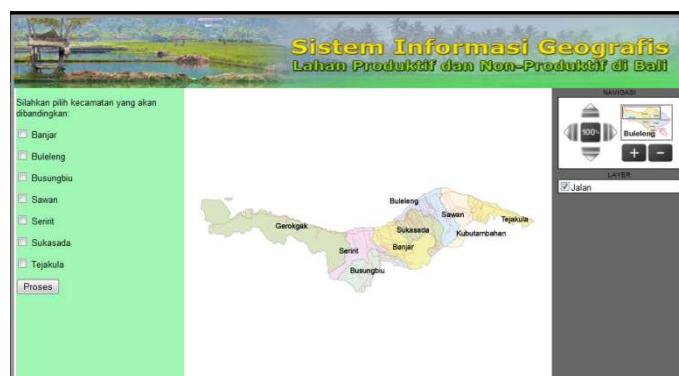 Sistem Informasi Geografis
Lahan Produktif dan Non-Produktif di Bali
Silahkan pilih kecamatan yang akan
dibandingkan:
Banjar
Buleleng
Busungbiu
Sawan
Seririt
Sukasada
Tejakula
Proses
Buleleng
Sawan
Tejakula
Gerokgak
Sukasada
Kubutambahan
Seririt
Banjar
Busungbiu
NAVIGASI
100%
Buleleng
+ -
LAYER
Jalan